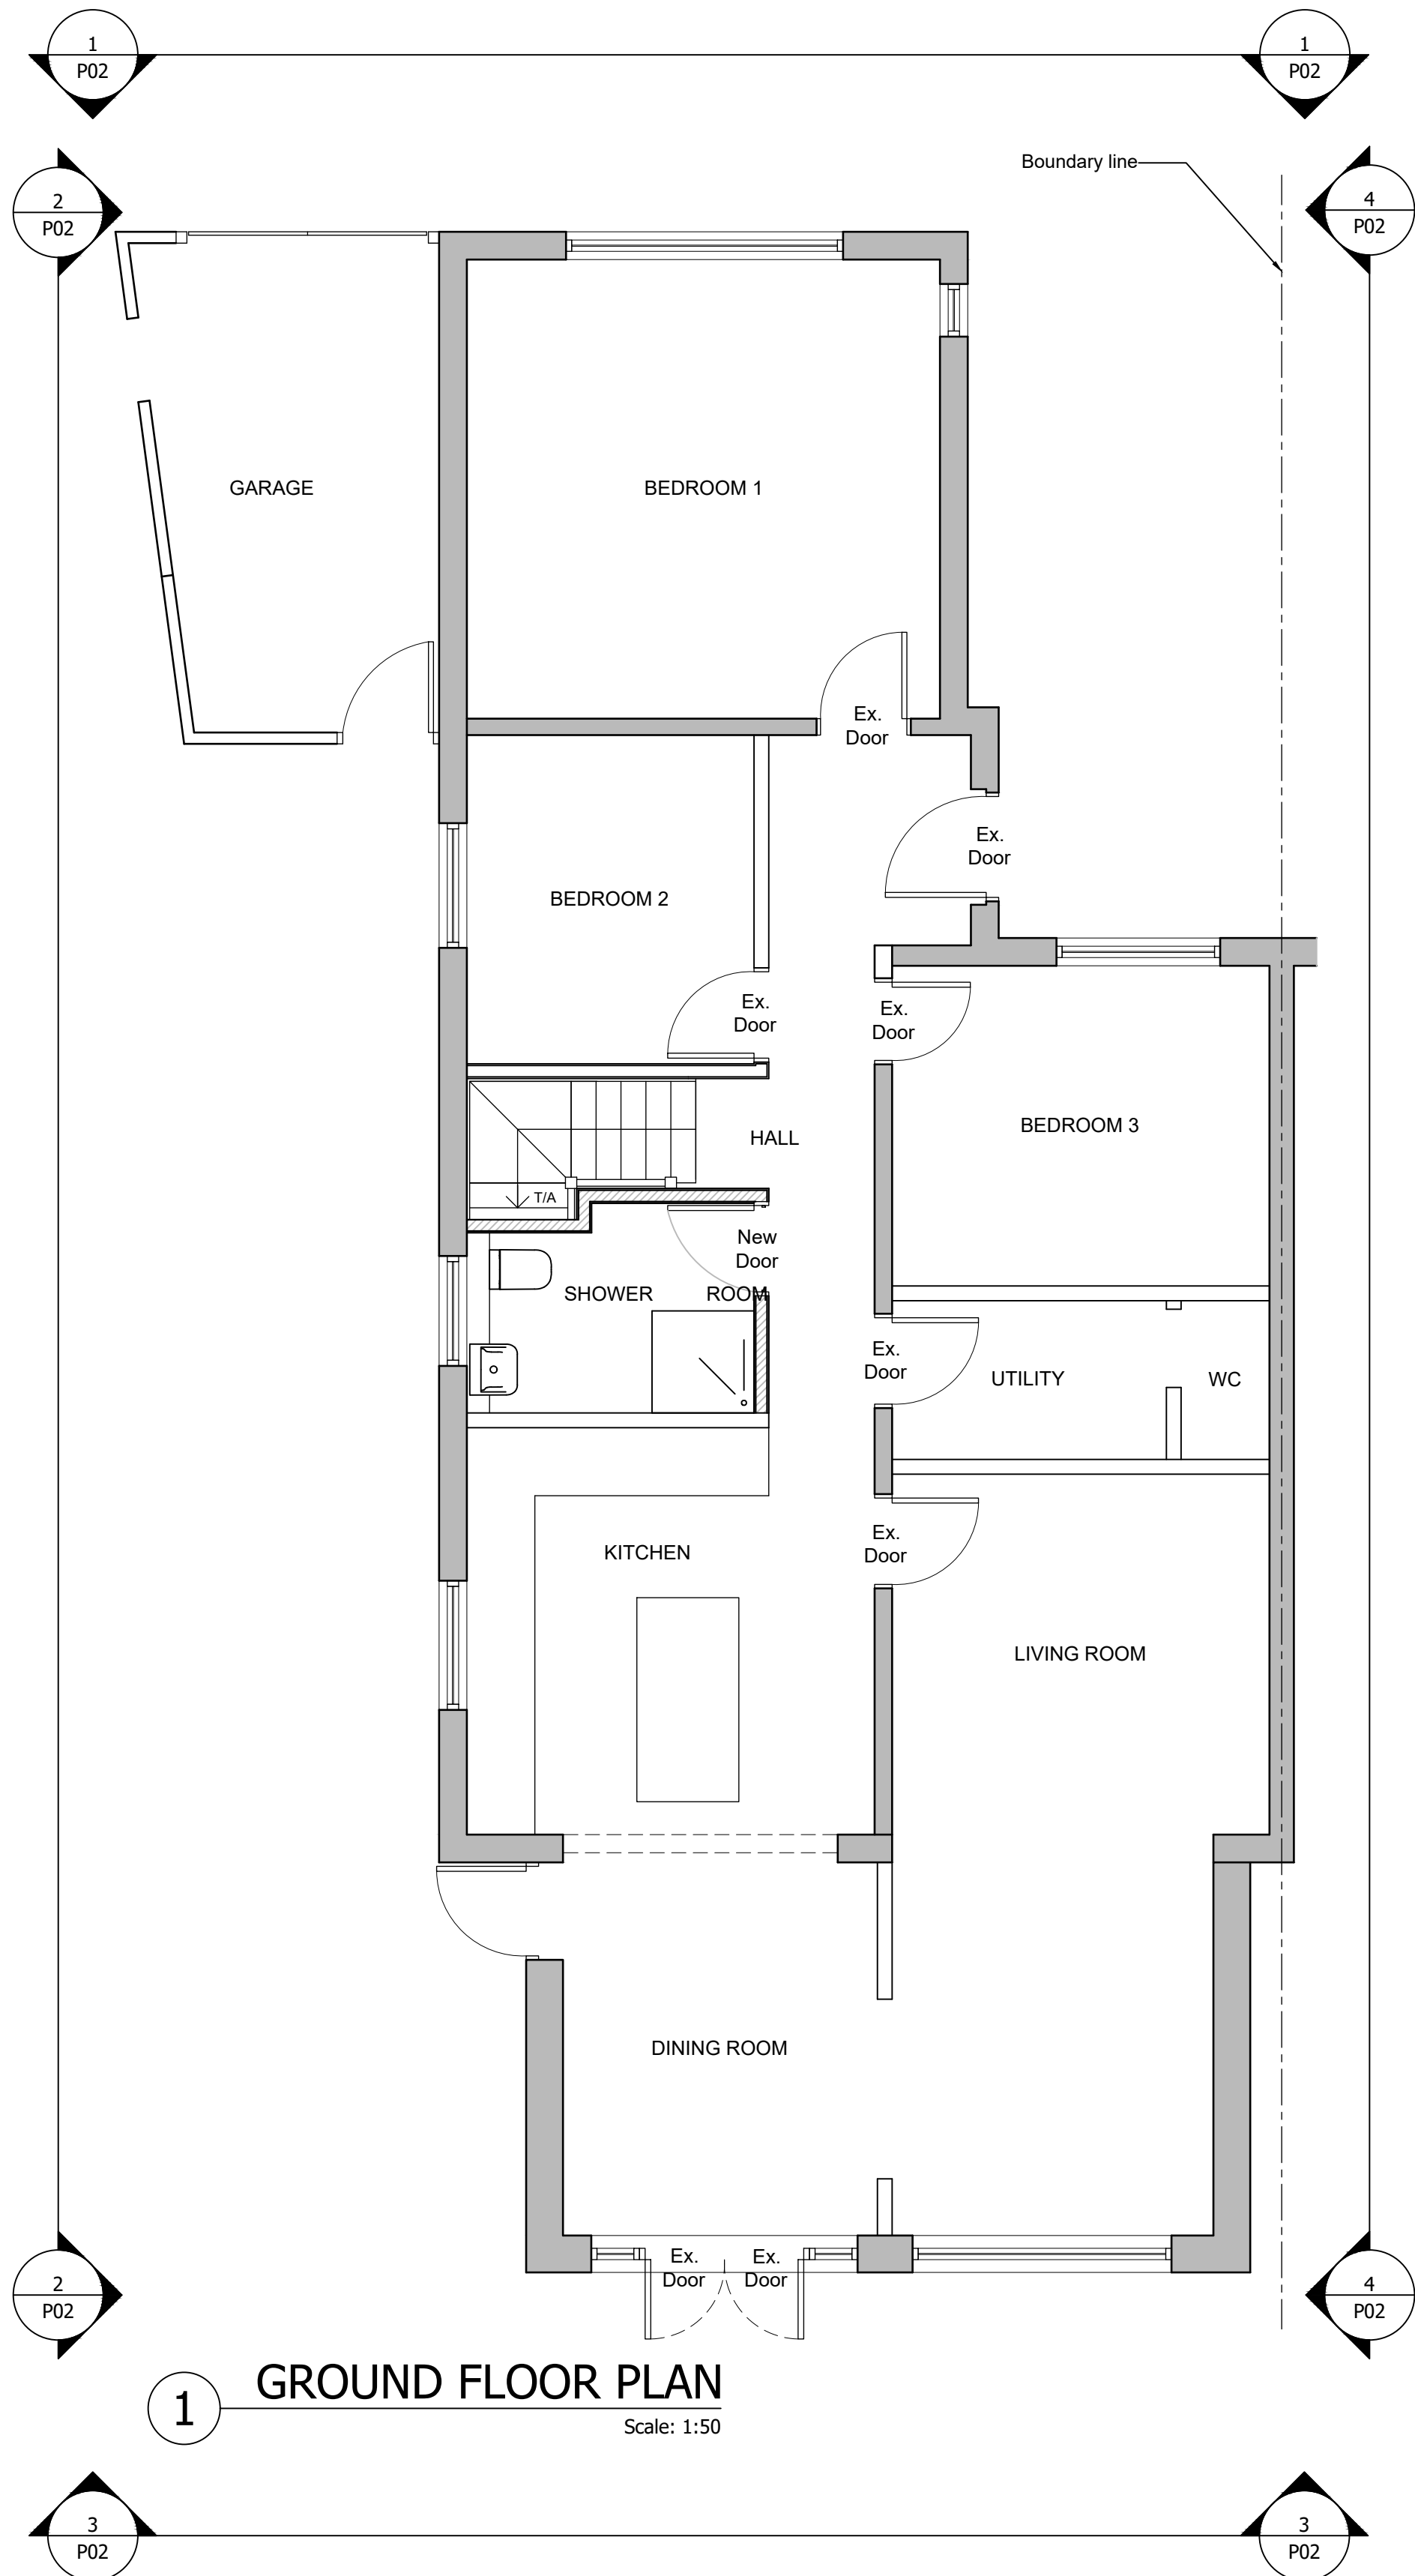 1
P02
1
P02
Boundary line
2
P02
4
P02
GARAGE
BEDROOM 1
Ex.
Door
Ex.
Door
BEDROOM 2
Ex.
Door
Ex.
Door
BEDROOM 3
HALL
T/A
New
Door
SHOWER ROOM
Ex.
Door
UTILITY
WC
Ex.
Door
KITCHEN
LIVING ROOM
DINING ROOM
Ex.
Door
Ex.
Door
2
P02
4
P02
1
GROUND FLOOR PLAN
Scale: 1:50
3
P02
3
P02